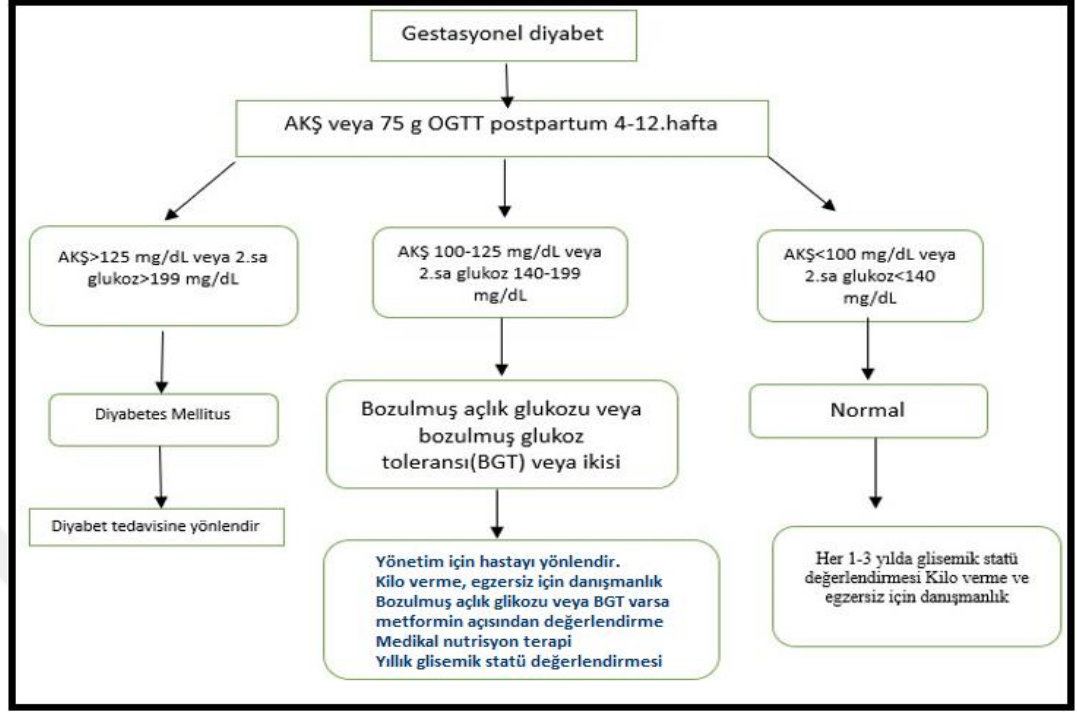 Gestasyonel diyabet
AKŞ veya 75 g OGTT postpartum 4-12.hafta
AKŞ>125 mg/dL veya 2.sa
glukoz>199 mg/dL
AKŞ 100-125 mg/dL veya
2.sa glukoz 140-199
mg/dL
AKŞ<100 mg/dL veya
2.sa glukoz<140
mg/dL
Diyabetes Mellitus
Bozulmuş açlık glukozu veya
bozulmuş glukoz
toleransı(BGT) veya ikisi
Normal
Diyabet tedavisine yönlendir
Yönetim için hastayı yönlendir.
Kilo verme, egzersiz için danışmanlık
Bozulmuş açlık glikozu veya BGT varsa
metformin açısından değerlendirme
Medikal nutrisyon terapi
Yıllık glisemik statü değerlendirmesi
Her 1-3 yılda glisemik statü
değerlendirmesi Kilo verme ve
egzersiz için danışmanlık